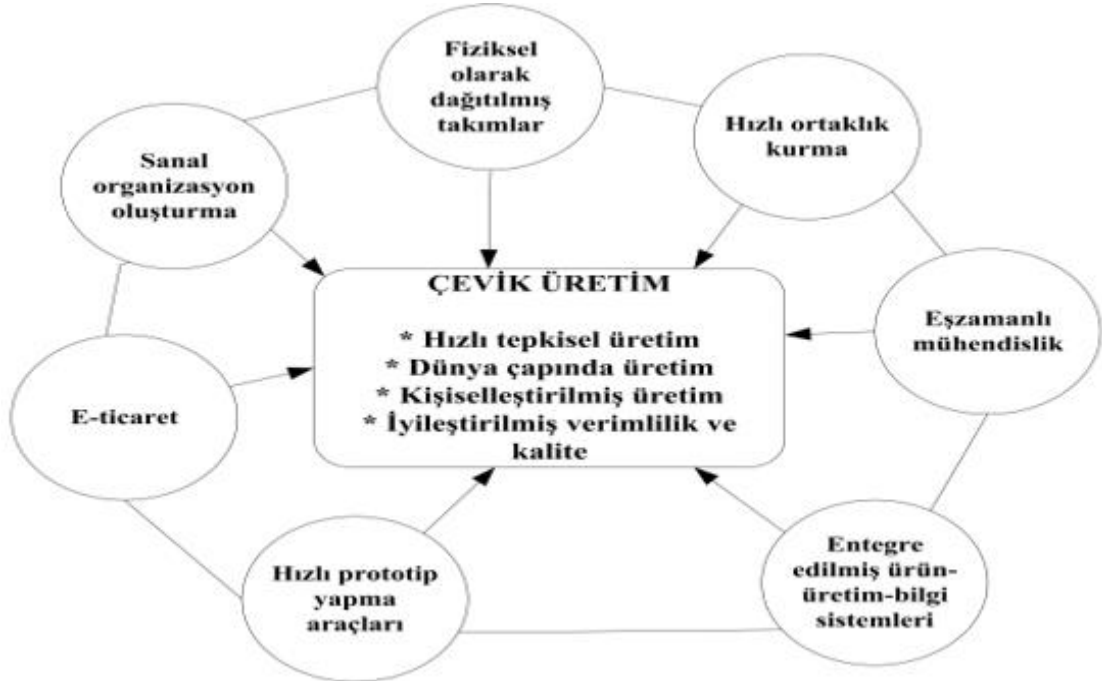 Fiziksel
olarak
dağıtılmış
takımlar
Hızlı ortaklık
kurma
Sanal
organizasyon
oluşturma
ÇEVİK ÜRETİM
* Hızlı tepkisel üretim
* Dünya çapında üretim
* Kişiselleştirilmiş üretim
* İyileştirilmiş verimlilik ve
kalite
Eşzamanlı
mühendislik
E-ticaret
Hızlı prototip
yapma
araçları
Entegre
edilmiş ürün-
üretim-bilgi
sistemleri